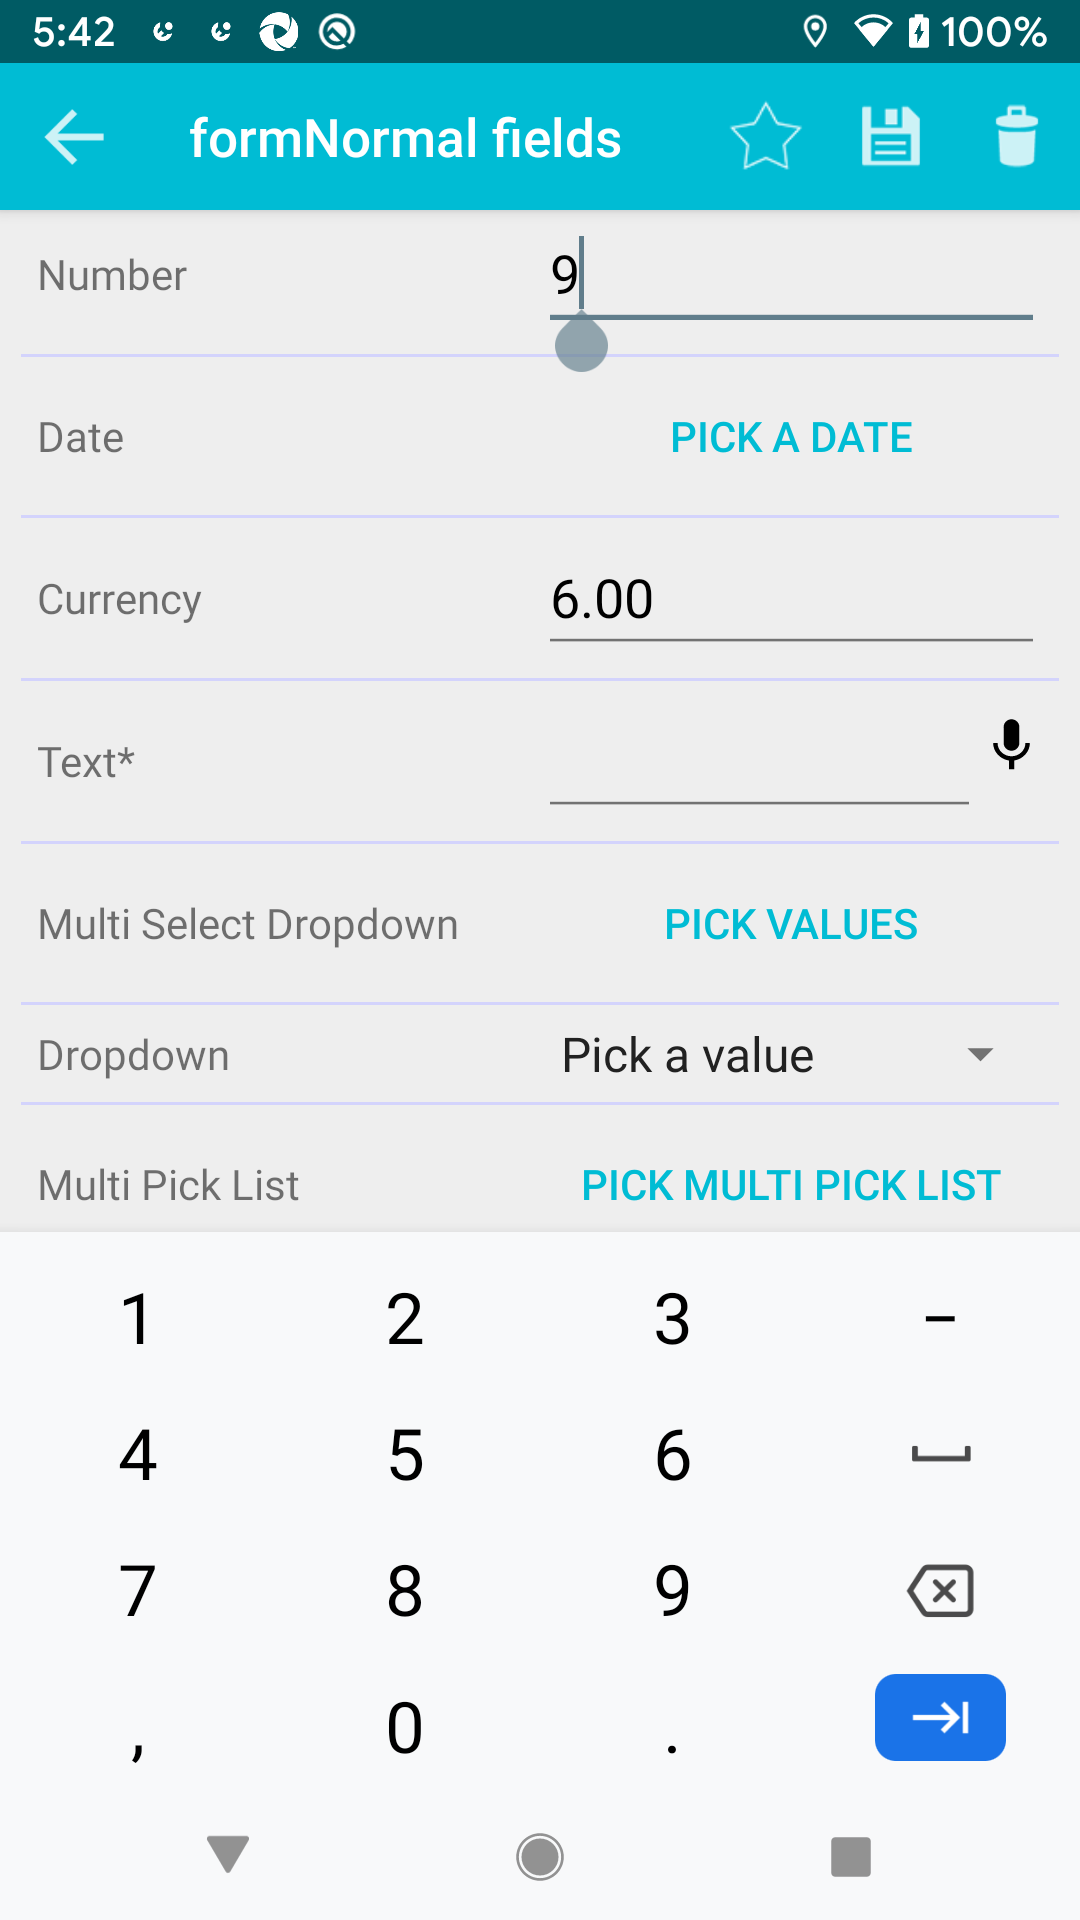 5:42
100%
formNormal fields
Number 9
Date PICK A DATE
Currency 6.00
Text*
Multi Select Dropdown PICK VALUES
Dropdown Pick a value
Multi Pick List PICK MULTI PICK LIST
1 2 3 –
4 5 6
7 8 9
, 0 .